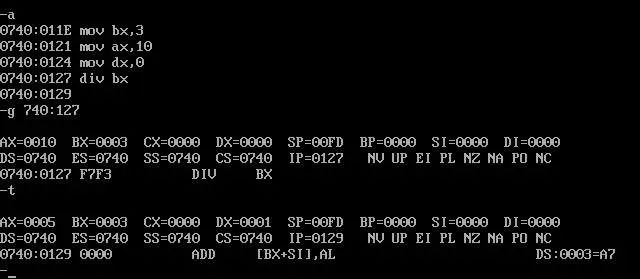 -a
0740:011E mov bx,3
0740:0121 mov ax,10
0740:0124 mov dx,0
0740:0127 div bx
0740:0129
-g 740:127
AX=0010 BX=0003 CX=0000 DX=0000 SP=00FD BP=0000 SI=0000 DI=0000
DS=0740 ES=0740 SS=0740 CS=0740 IP=0127 NV UP EI PL NZ NA PO NC
0740:0127 F7F3 DIV BX
-t
AX=0005 BX=0003 CX=0000 DX=0001 SP=00FD BP=0000 SI=0000 DI=0000
DS=0740 ES=0740 SS=0740 CS=0740 IP=0129 NV UP EI PL NZ NA PO NC
0740:0129 0000 ADD [BX+SI],AL DS:0003=A7
-_